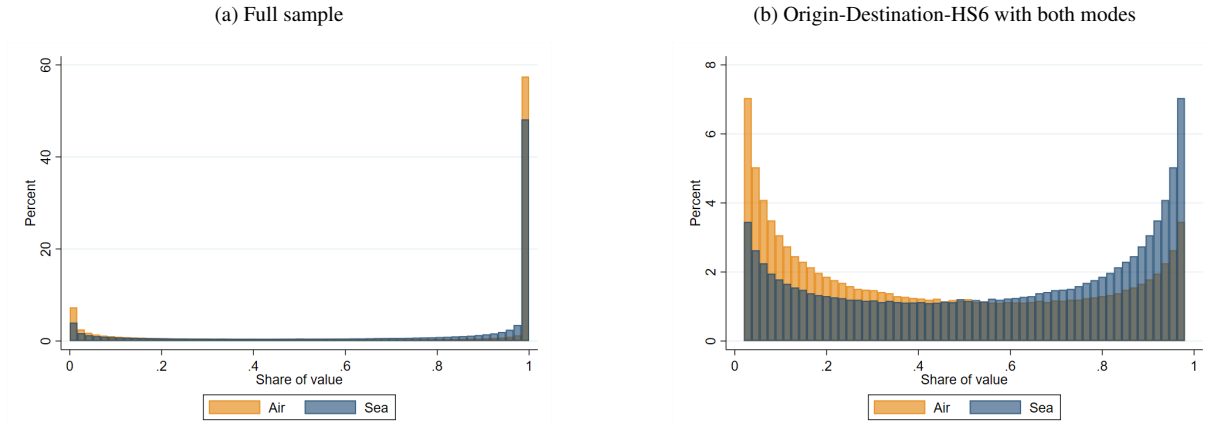 (a) Full sample
60
40
20
0
Percent
0 .2 .4 .6 .8 1
Share of value
Air Sea
(b) Origin-Destination-HS6 with both modes
8
6
4
2
0
Percent
0 .2 .4 .6 .8 1
Share of value
Air Sea